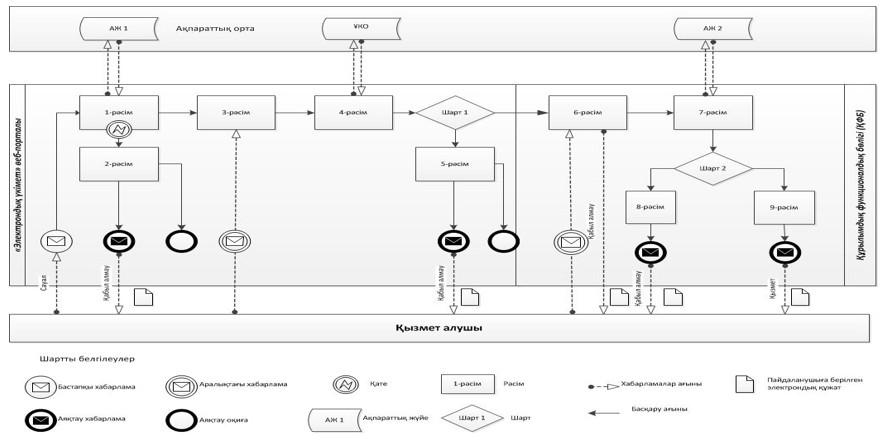 АЖ 1
Ақпараттық орта
ҰКО
АЖ 2
«Электрондық үкімет» веб-порталы
1-рәсім
3-рәсім
4-рәсім
Шарт 1
6-рәсім
7-рәсім
2-рәсім
5-рәсім
Шарт 2
8-рәсім
9-рәсім
Құрылымдық функционалдық бөлігі (ҚФБ)
Сұрау
Қабыл алмау
Қабыл алмау
Қабыл алмау
Қабыл алмау
Қызмет
Қызмет алушы
Шартты белгілеулер
Бастапқы хабарлама
Аралықтағы хабарлама
Қате
1-рәсім
Рәсім
Хабарламалар ағыны
Пайдаланушыға берілген
электрондық құжат
Аяқтау хабарлама
Аяқтау оқиға
АЖ 1
Ақпараттық жүйе
Шарт 1
Шарт
Басқару ағыны